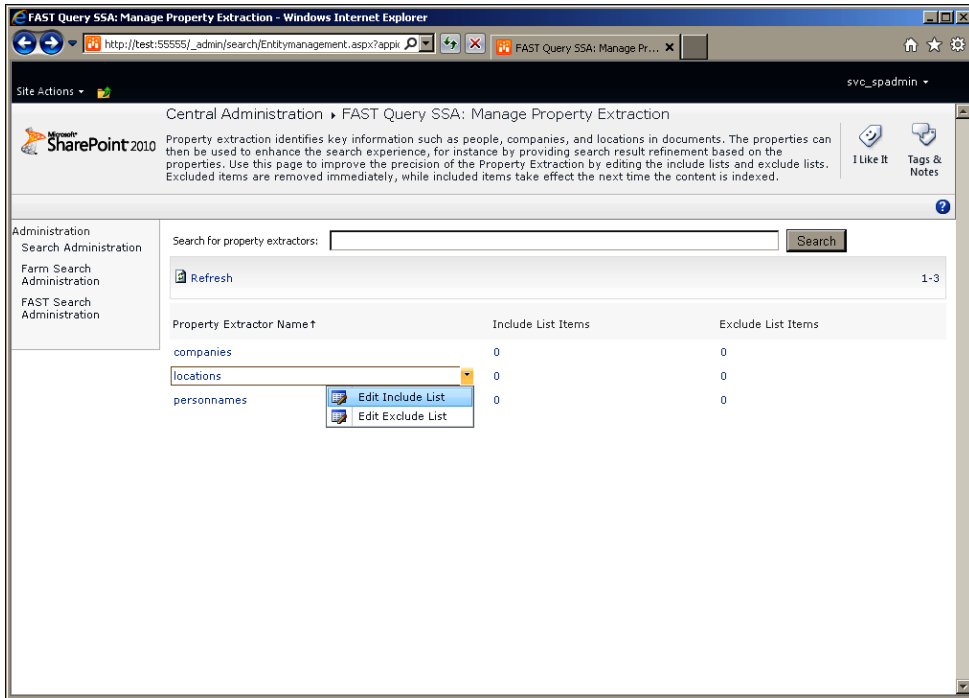 FAST Query SSA: Manage Property Extraction - Windows Internet Explorer
http://test:55555/_admin/search/Entitymanagement.aspx?appic
FAST Query SSA: Manage Pr... X
svc_spadmin
Site Actions
Central Administration ▸ FAST Query SSA: Manage Property Extraction
Microsoft®
SharePoint 2010
Property extraction identifies key information such as people, companies, and locations in documents. The properties can
then be used to enhance the search experience, for instance by providing search result refinement based on the
properties. Use this page to improve the precision of the Property Extraction by editing the include lists and exclude lists.
Excluded items are removed immediately, while included items take effect the next time the content is indexed.
I Like It
Tags &
Notes
Administration
Search Administration
Farm Search
Administration
FAST Search
Administration
Search for property extractors:
Search
Refresh
1-3
Property Extractor Name↑ Include List Items Exclude List Items
companies 0 0
locations 0 0
personnames 0 0
Edit Include List
Edit Exclude List